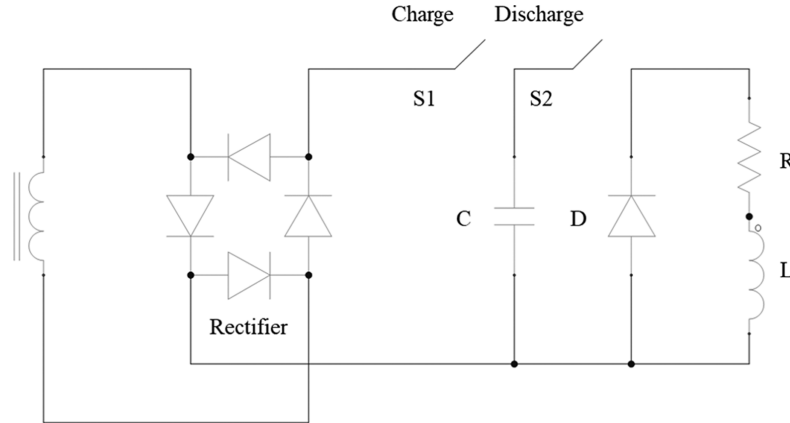 Charge Discharge
S1 S2
R
C D
L
Rectifier